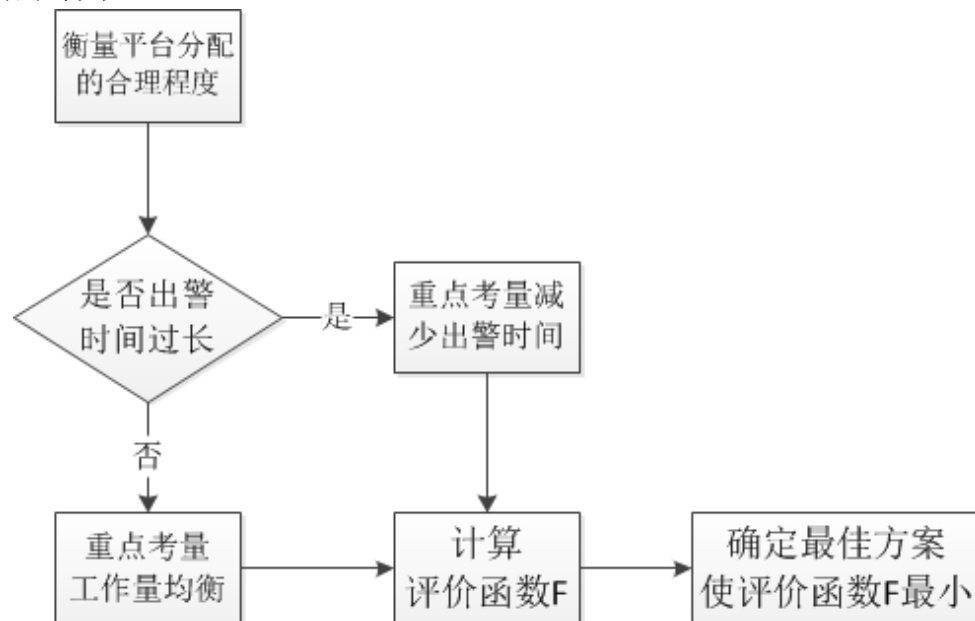 衡量平台分配
的合理程度
是否出警
时间过长
是
重点考量减
少出警时间
否
重点考量
工作量均衡
计算
评价函数F
确定最佳方案
使评价函数F最小